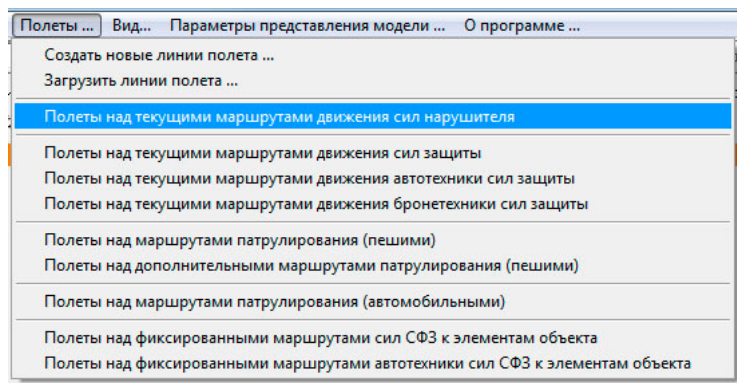 Полеты ... Вид... Параметры представления модели ... О программе ...
Создать новые линии полета ...
Загрузить линии полета ...
Полеты над текущими маршрутами движения сил нарушителя
Полеты над текущими маршрутами движения сил защиты
Полеты над текущими маршрутами движения автотехники сил защиты
Полеты над текущими маршрутами движения бронетехники сил защиты
Полеты над маршрутами патрулирования (пешими)
Полеты над дополнительными маршрутами патрулирования (пешими)
Полеты над маршрутами патрулирования (автомобильными)
Полеты над фиксированными маршрутами сил СФЗ к элементам объекта
Полеты над фиксированными маршрутами автотехники сил СФЗ к элементам объекта